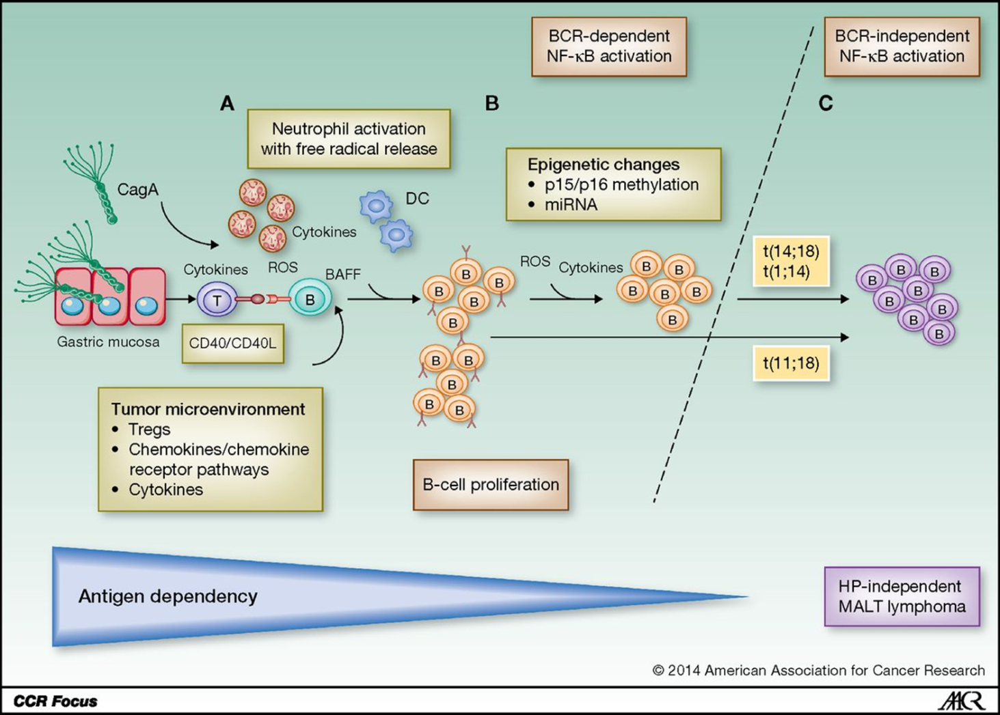 BCR-dependent
NF-κB activation
BCR-independent
NF-κB activation
A
B
C
Neutrophil activation
with free radical release
Epigenetic changes
• p15/p16 methylation
• miRNA
CagA
DC
Cytokines
Cytokines
ROS
BAFF
T
B
Gastric mucosa
CD40/CD40L
B
B
B
B
B
B
B
B
B
B
ROS
Cytokines
B
B
B
B
B
B
t(14;18)
t(1;14)
t(11;18)
B
B
B
B
B
B
B
B
Tumor microenvironment
• Tregs
• Chemokines/chemokine
receptor pathways
• Cytokines
B-cell proliferation
Antigen dependency
HP-independent
MALT lymphoma
© 2014 American Association for Cancer Research
CCR Focus
AACR